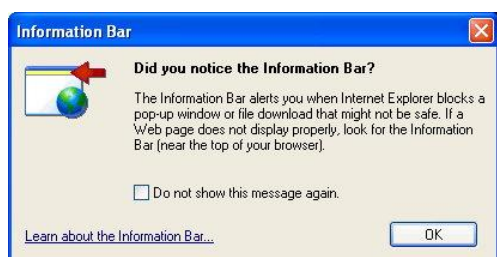 Information Bar
Did you notice the Information Bar?
The Information Bar alerts you when Internet Explorer blocks a
pop-up window or file download that might not be safe. If a
Web page does not display properly, look for the Information
Bar (near the top of your browser).
Do not show this message again.
Learn about the Information Bar...
OK